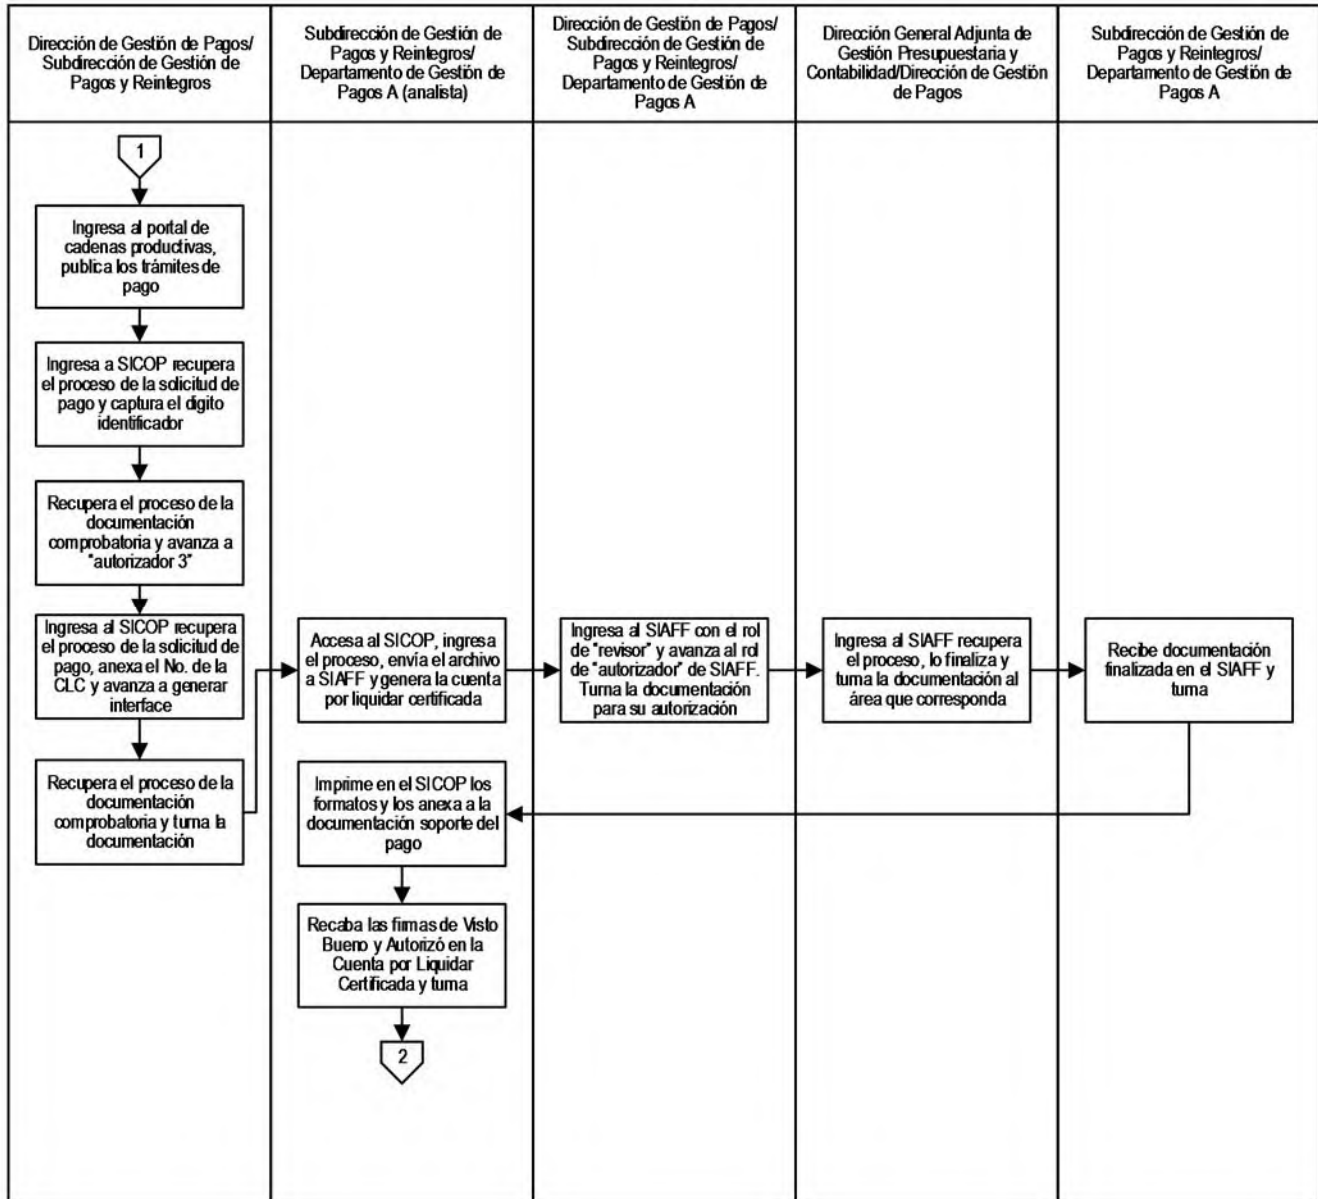 Dirección de Gestión de Pagos/
Subdirección de Gestión de
Pagos y Reintegros
Subdirección de Gestión de
Pagos y Reintegros/
Departamento de Gestión de
Pagos A (analista)
Dirección de Gestión de Pagos/
Subdirección de Gestión de
Pagos y Reintegros/
Departamento de Gestión de
Pagos A
Dirección General Adjunta de
Gestión Presupuestaria y
Contabilidad/Dirección de Gestión
de Pagos
Subdirección de Gestión de
Pagos y Reintegros/
Departamento de Gestión de
Pagos A
1
Ingresa al portal de
cadenas productivas,
publica los trámites de
pago
Ingresa a SICOP recupera
el proceso de la solicitud de
pago y captura el digito
identificador
Recupera el proceso de la
documentación
comprobatoria y avanza a
"autorizador 3"
Ingresa al SICOP recupera
el proceso de la solicitud de
pago, anexa el No. de la
CLC y avanza a generar
interface
Recupera el proceso de la
documentación
comprobatoria y turna la
documentación
Accesa al SICOP, ingresa
el proceso, envía el archivo
a SIAFF y genera la cuenta
por liquidar certificada
Ingresa al SIAFF con el rol
de "revisor" y avanza al rol
de "autorizador" de SIAFF.
Turna la documentación
para su autorización
Ingresa al SIAFF recupera
el proceso, lo finaliza y
turna la documentación al
área que corresponda
Recibe documentación
finalizada en el SIAFF y
turna
Imprime en el SICOP los
formatos y los anexa a la
documentación soporte del
pago
Recaba las firmas de Visto
Bueno y Autorizó en la
Cuenta por Liquidar
Certificada y turna
2